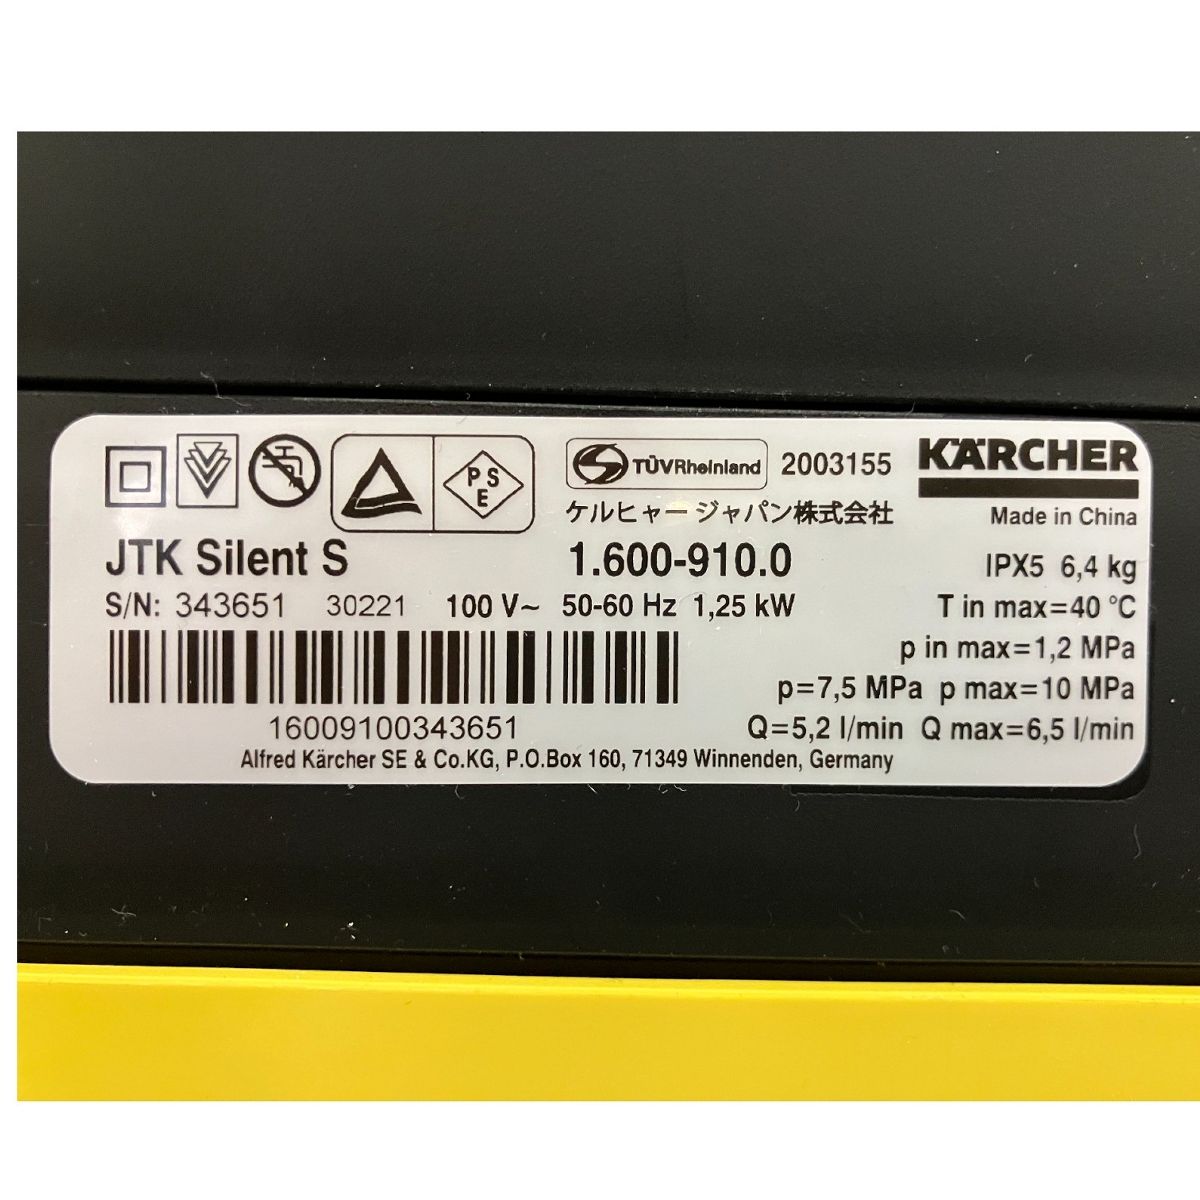 PSE TÜVRheinland 2003155 KÄRCHER
ケルヒャー ジャパン株式会社 Made in China
JTK Silent S 1.600-910.0 IPX5 6,4 kg
S/N: 343651 30221 100 V~ 50-60 Hz 1,25 kW T in max=40 °C
p in max=1,2 MPa
p=7,5 MPa p max=10 MPa
16009100343651 Q=5,2 l/min Q max=6,5 l/min
Alfred Kärcher SE & Co.KG, P.O.Box 160, 71349 Winnenden, Germany